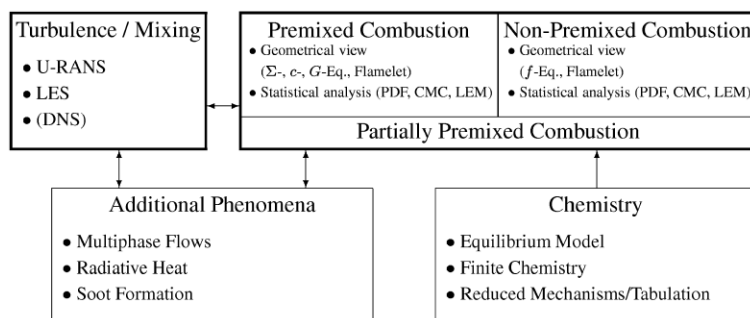 Turbulence / Mixing
• U-RANS
• LES
• (DNS)
Premixed Combustion
• Geometrical view
(Σ-, c-, G-Eq., Flamelet)
• Statistical analysis (PDF, CMC, LEM)
Non-Premixed Combustion
• Geometrical view
(f-Eq., Flamelet)
• Statistical analysis (PDF, CMC, LEM)
Partially Premixed Combustion
Additional Phenomena
• Multiphase Flows
• Radiative Heat
• Soot Formation
Chemistry
• Equilibrium Model
• Finite Chemistry
• Reduced Mechanisms/Tabulation